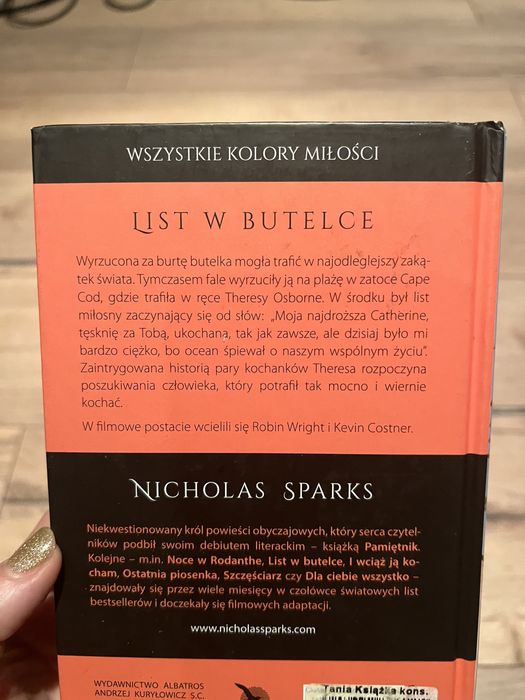 WSZYSTKIE KOLORY MIŁOŚCI
LIST W BUTELCE
Wyrzucona za burtę butelka mogła trafić w najodleglejszy zaką-
tek świata. Tymczasem fale wyrzuciły ją na plażę w zatoce Cape
Cod, gdzie trafiła w ręce Theresy Osborne. W środku był list
miłosny zaczynający się od słów: „Moja najdroższa Catherine,
tęsknię za Tobą, ukochana, tak jak zawsze, ale dzisiaj było mi
bardzo ciężko, bo ocean śpiewał o naszym wspólnym życiu”.
Zaintrygowana historią pary kochanków Theresa rozpoczyna
poszukiwania człowieka, który potrafił tak mocno i wiernie
kochać.
W filmowe postacie wcielili się Robin Wright i Kevin Costner.
NICHOLAS SPARKS
Niekwestionowany król powieści obyczajowych, który serca czytel-
ników podbił swoim debiutem literackim – książką Pamiętnik.
Kolejne – m.in. Noce w Rodanthe, List w butelce, I wciąż ją ko-
cham, Ostatnia piosenka, Szczęściarz czy Dla ciebie wszystko –
znajdowały się przez wiele miesięcy w czołówce światowych list
bestsellerów i doczekały się filmowych adaptacji.
www.nicholassparks.com
WYDAWNICTWO ALBATROS
ANDRZEJ KURYŁOWICZ S.C.
Tania Książka kons.